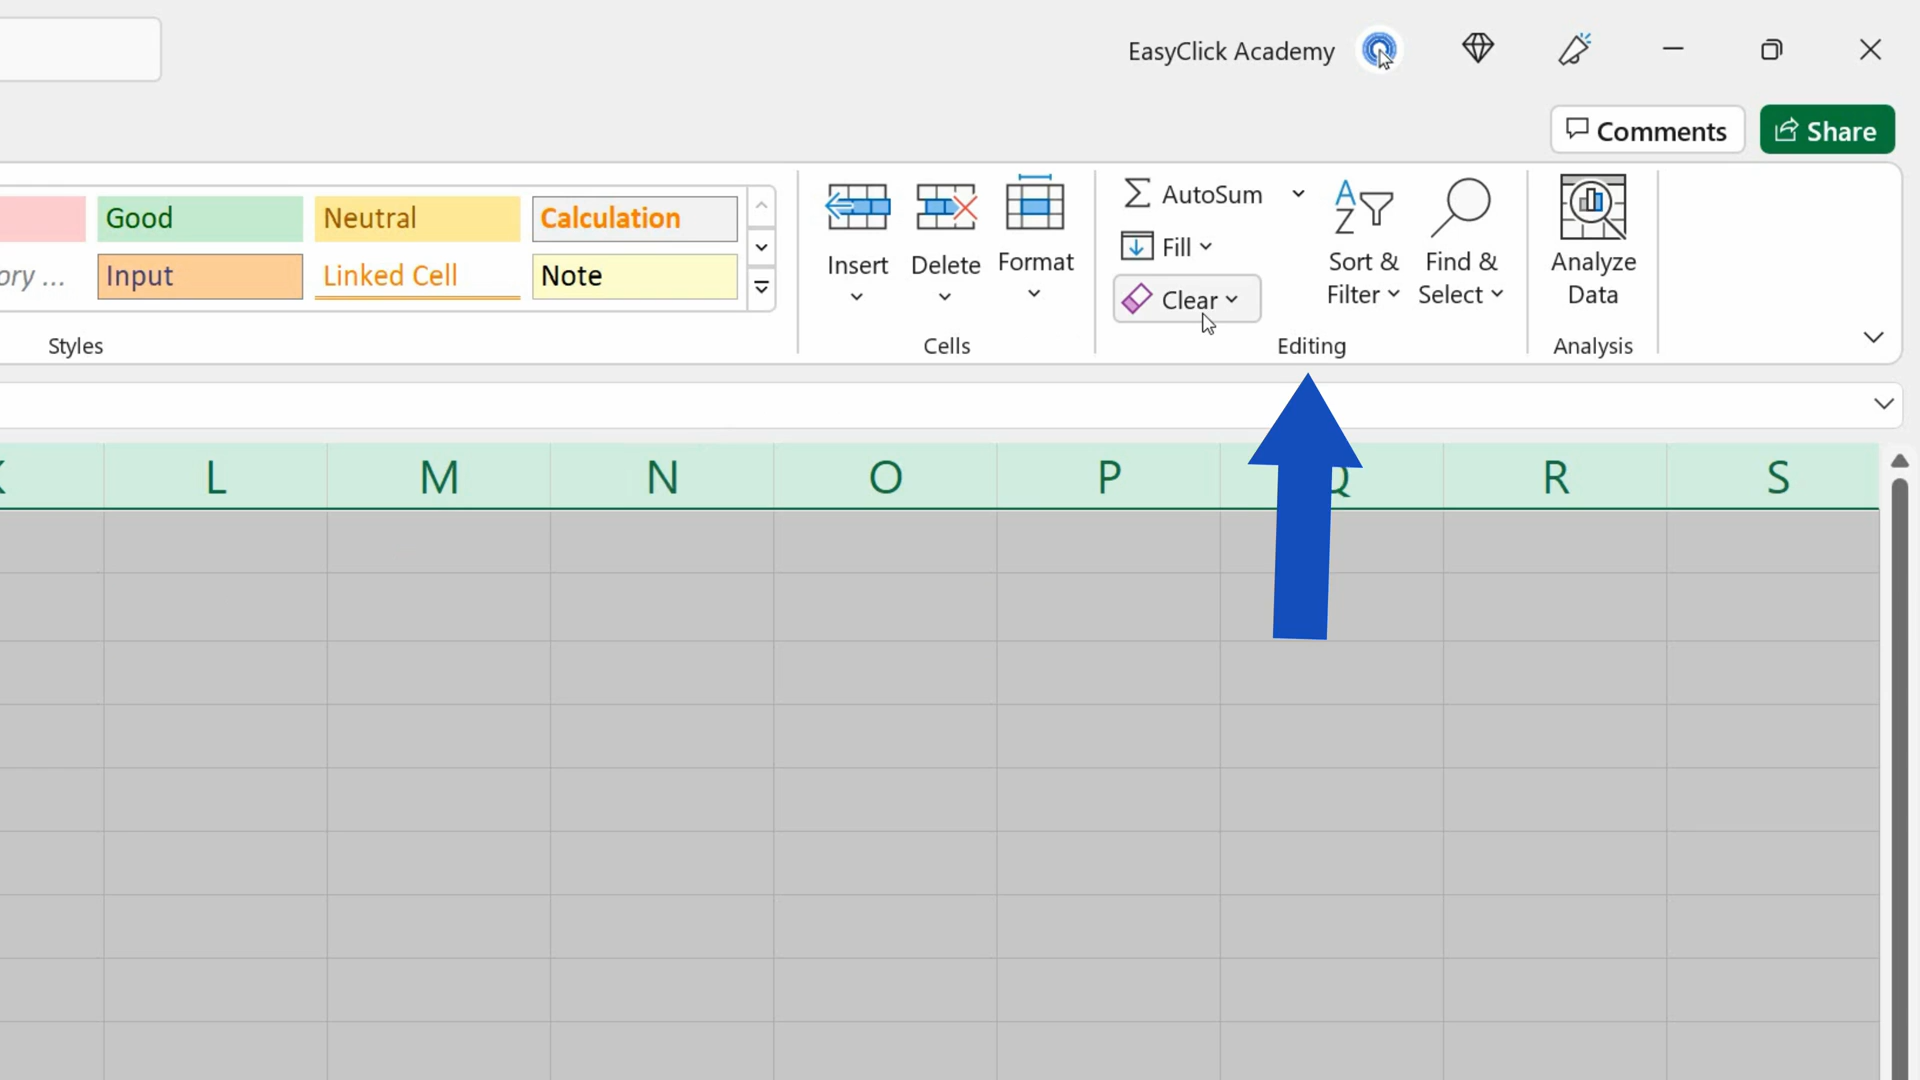 EasyClick Academy
Comments
Share
Good
Neutral
Calculation
ory ...
Input
Linked Cell
Note
Styles
Insert
Delete
Format
Cells
AutoSum
Fill
Clear
A
Z
Sort &
Filter
Find &
Select
Editing
Analyze
Data
Analysis
L M N O P Q R S